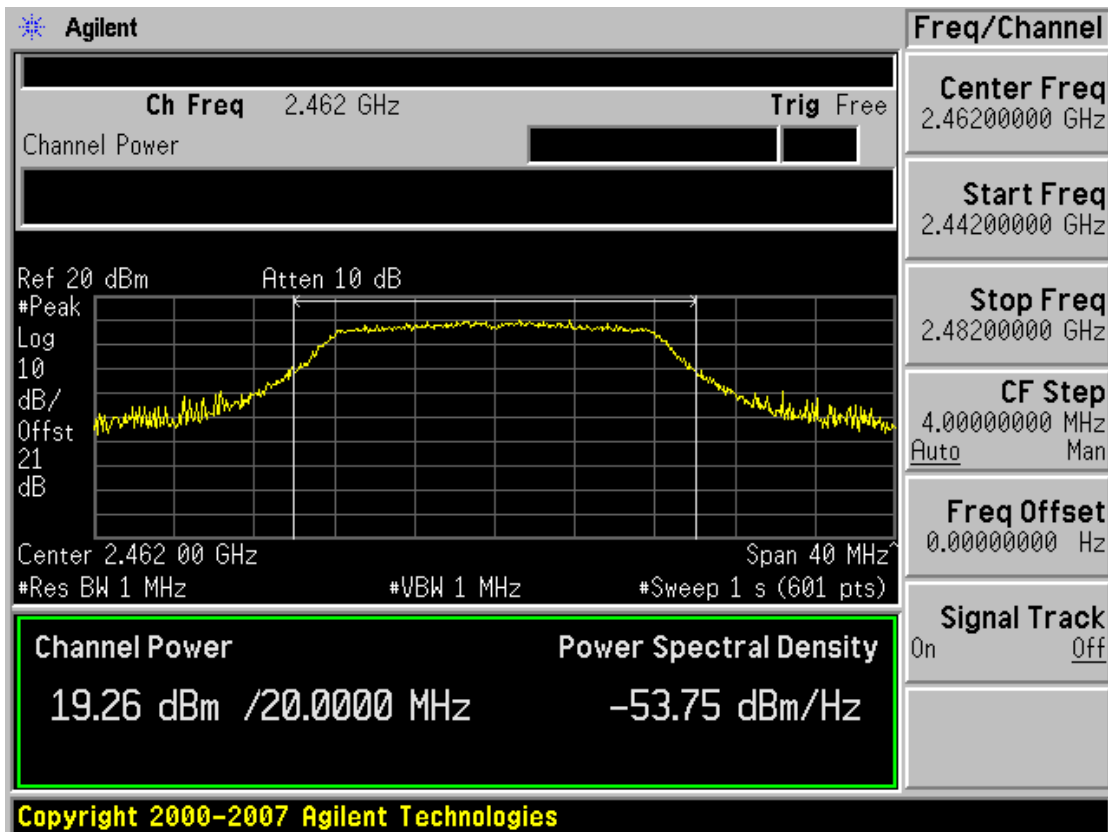 Agilent
Freq/Channel
Ch Freq 2.462 GHz Trig Free
Channel Power
Center Freq
2.46200000 GHz
Start Freq
2.44200000 GHz
Stop Freq
2.48200000 GHz
CF Step
4.00000000 MHz
Auto Man
Freq Offset
0.00000000 Hz
Signal Track
On Off
Ref 20 dBm Atten 10 dB
#Peak
Log
10
dB/
Offst
21
dB
Center 2.462 00 GHz Span 40 MHz^
#Res BW 1 MHz #VBW 1 MHz #Sweep 1 s (601 pts)
Channel Power Power Spectral Density
19.26 dBm /20.0000 MHz -53.75 dBm/Hz
Copyright 2000-2007 Agilent Technologies